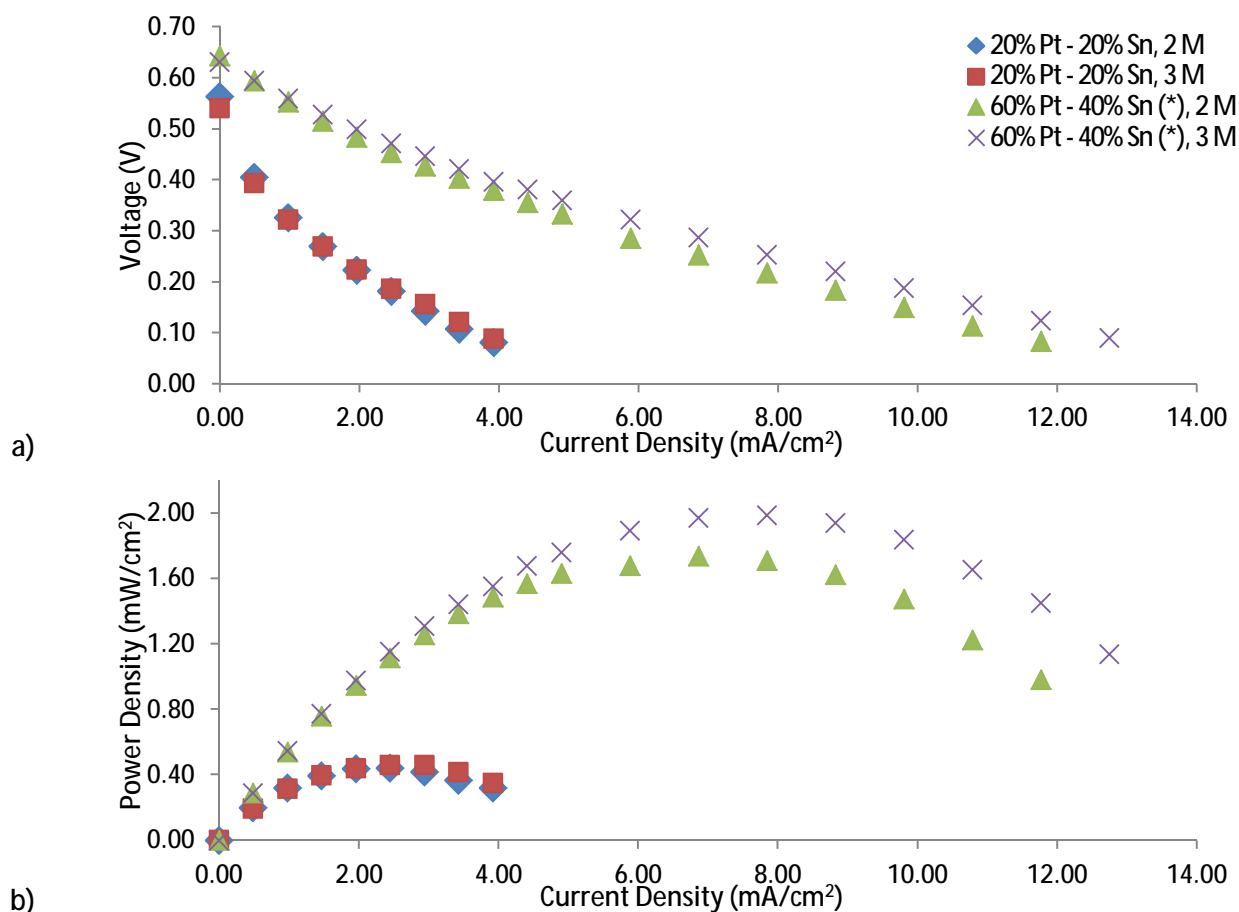 0.70
0.60
0.50
0.40
0.30
0.20
0.10
0.00
Voltage (V)
20% Pt - 20% Sn, 2 M
20% Pt - 20% Sn, 3 M
60% Pt - 40% Sn (*), 2 M
60% Pt - 40% Sn (*), 3 M
0.00 2.00 4.00 6.00 8.00 10.00 12.00 14.00
Current Density (mA/cm²)
a)
2.00
1.60
1.20
0.80
0.40
0.00
Power Density (mW/cm²)
0.00 2.00 4.00 6.00 8.00 10.00 12.00 14.00
Current Density (mA/cm²)
b)